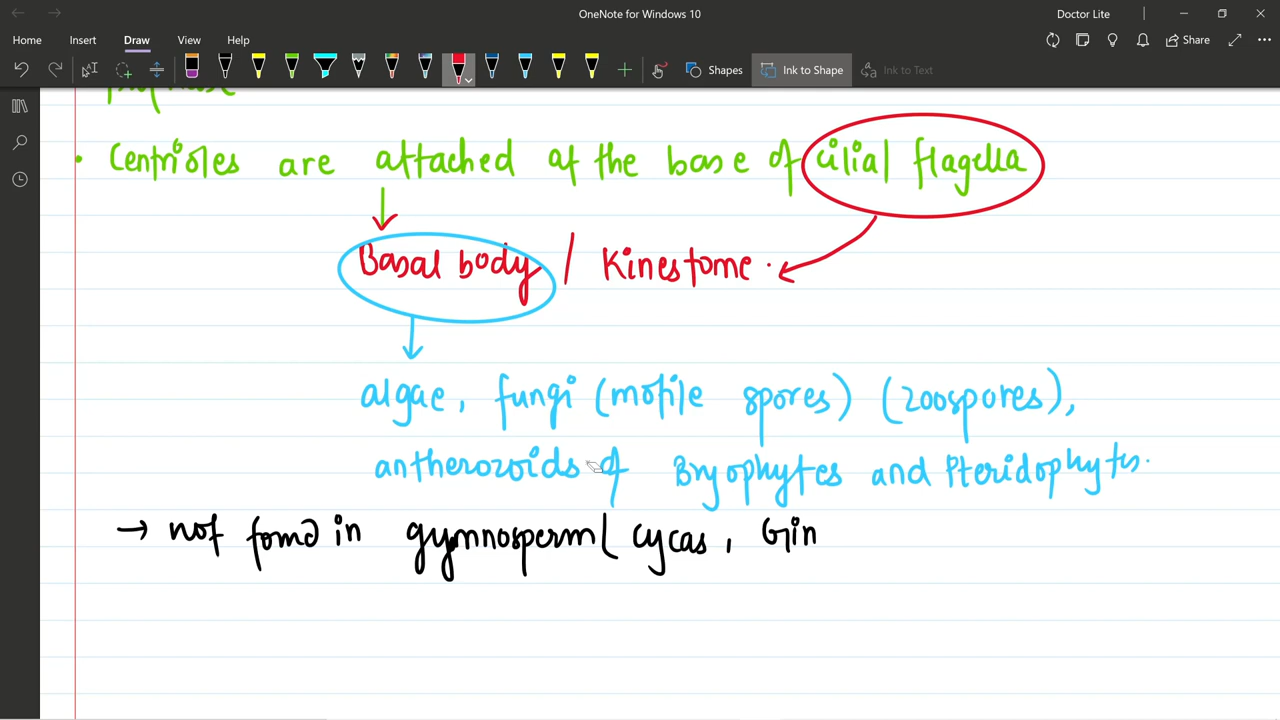 OneNote for Windows 10
Doctor Lite
Home Insert Draw View Help
Share
Shapes Ink to Shape Ink to Text
prophase
• Centrioles are attached at the base of cilial flagella
Basal body / Kinestome .
algae, fungi (motile spores) (zoospores),
antherozoids of Bryophytes and Pteridophytes.
→ not found in gymnosperm( cycas, Gin